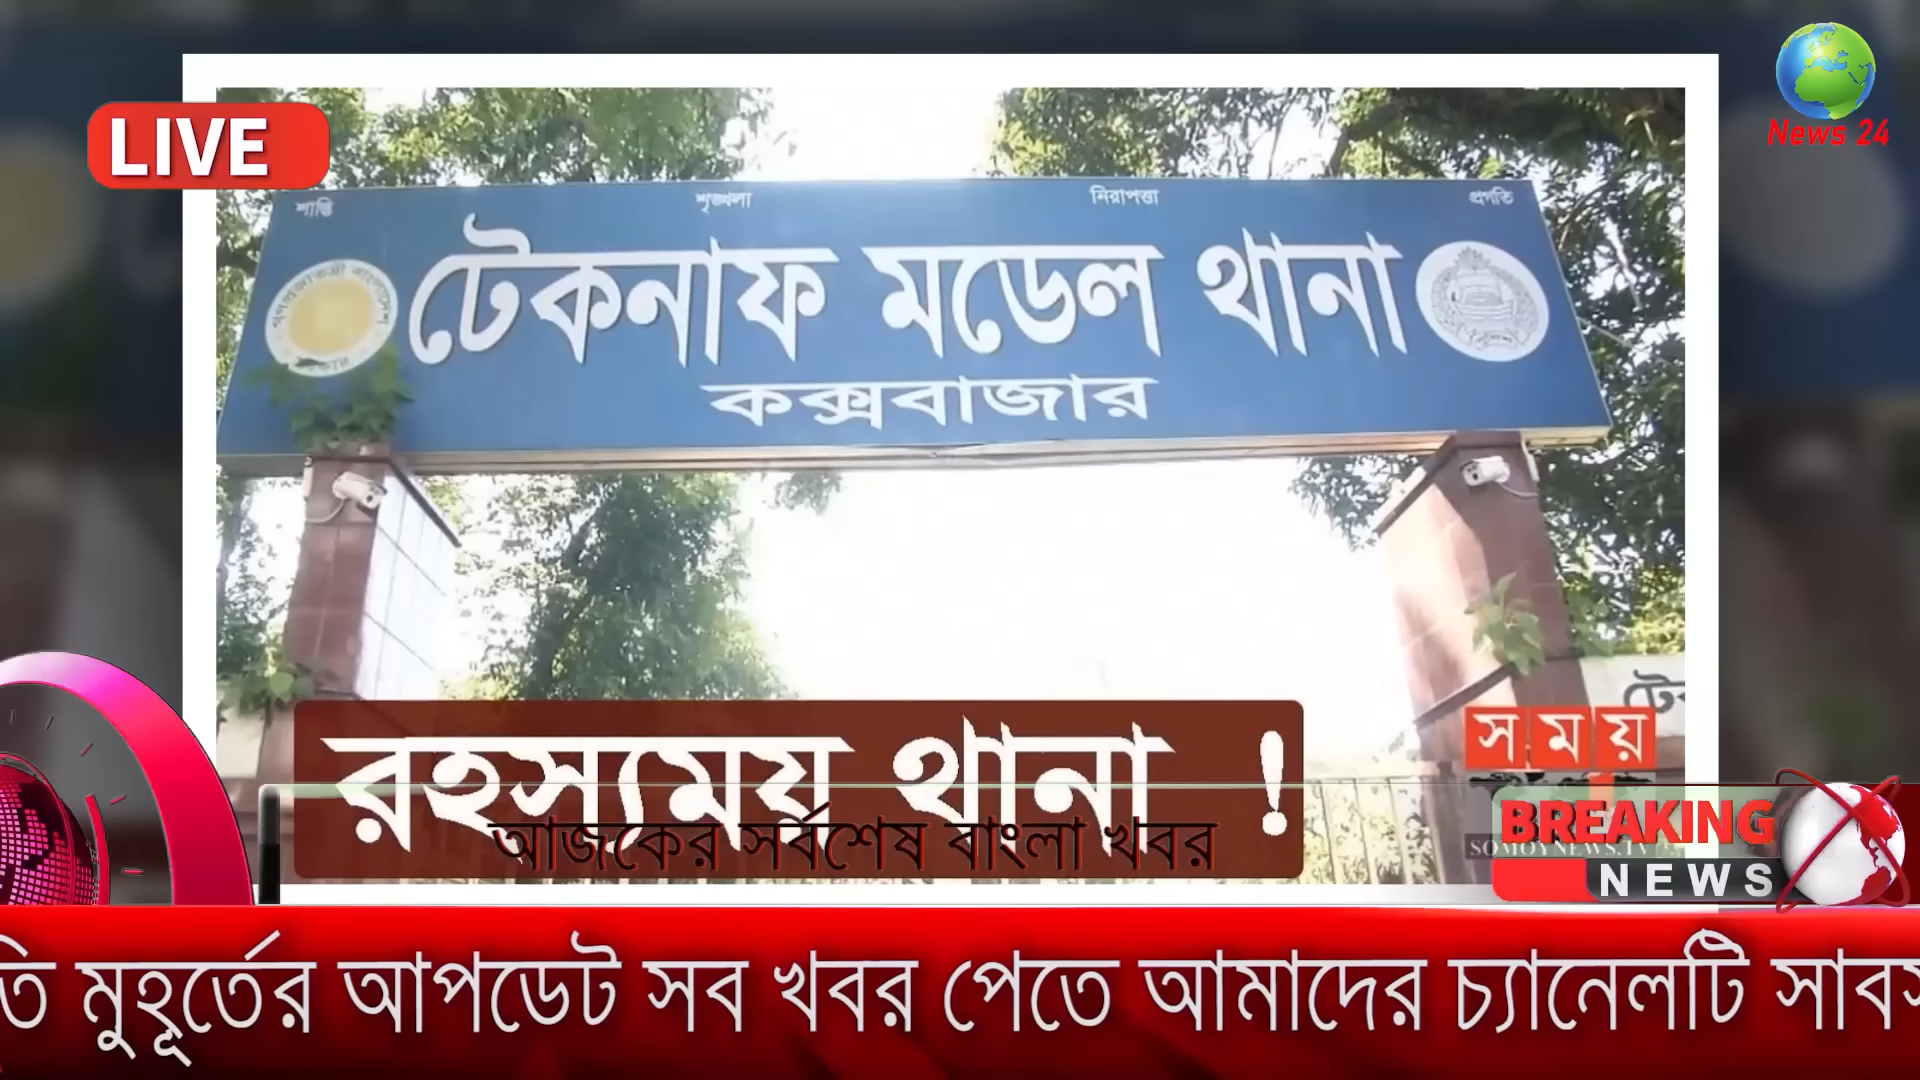 LIVE
News 24
শান্তি শৃঙ্খলা নিরাপত্তা প্রগতি
টেকনাফ মডেল থানা
কক্সবাজার
পুলিশ
রহস্যময় থানা !
সময়
SOMOYNEWS.TV
আজকের সর্বশেষ বাংলা খবর
BREAKING
NEWS
মুহূর্তের আপডেট সব খবর পেতে আমাদের চ্যানেলটি